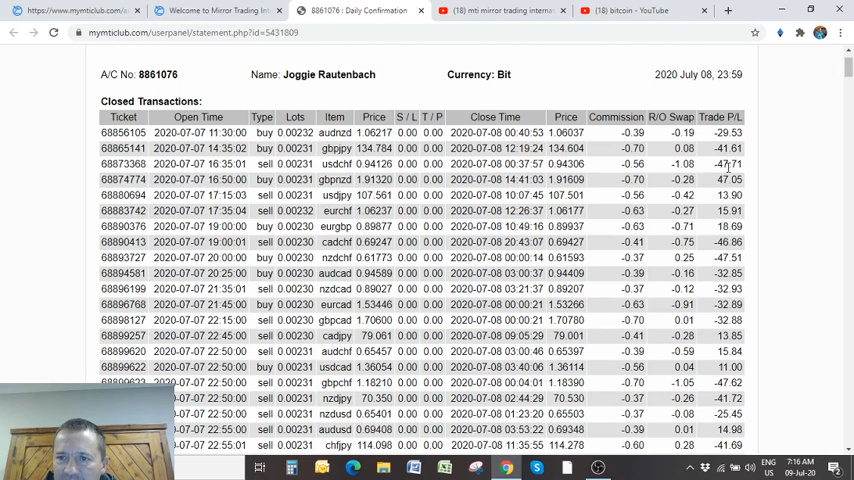 https://www.mymticlub.com/userpa
Welcome to Mirror Trading Int
8861076 : Daily Confirmation
(18) mti mirror trading interna
(18) bitcoin - YouTube
mymticlub.com/userpanel/statement.php?id=5431809
A/C No: 8861076 Name: Joggie Rautenbach Currency: Bit 2020 July 08, 23:59
Closed Transactions:
Ticket Open Time Type Lots Item Price S / L T / P Close Time Price Commission R/O Swap Trade P/L
68856105 2020-07-07 11:30:00 buy 0.00232 audnzd 1.06217 0.00 0.00 2020-07-08 00:40:53 1.06037 -0.39 -0.19 -29.53
68865141 2020-07-07 14:35:02 buy 0.00232 gbpjpy 134.784 0.00 0.00 2020-07-08 12:19:24 134.604 -0.70 0.08 -41.61
68873368 2020-07-07 16:35:01 sell 0.00231 usdchf 0.94126 0.00 0.00 2020-07-08 00:37:57 0.94306 -0.56 -1.08 -47.71
68874774 2020-07-07 16:50:00 buy 0.00231 gbpnzd 1.91320 0.00 0.00 2020-07-08 14:41:03 1.91609 -0.70 -0.28 47.05
68880694 2020-07-07 17:15:03 sell 0.00231 usdjpy 107.561 0.00 0.00 2020-07-08 10:07:45 107.501 -0.56 -0.42 13.90
68883742 2020-07-07 17:35:04 sell 0.00232 eurchf 1.06237 0.00 0.00 2020-07-08 12:26:37 1.06177 -0.63 -0.27 15.91
68890376 2020-07-07 19:00:00 buy 0.00231 eurgbp 0.89877 0.00 0.00 2020-07-08 10:49:16 0.89937 -0.63 -0.71 18.69
68890413 2020-07-07 19:00:01 sell 0.00231 cadchf 0.69247 0.00 0.00 2020-07-08 20:43:07 0.69427 -0.41 -0.75 -46.86
68893727 2020-07-07 20:00:00 buy 0.00231 nzdchf 0.61773 0.00 0.00 2020-07-08 00:00:14 0.61593 -0.37 0.25 -47.51
68894581 2020-07-07 20:25:00 buy 0.00231 audcad 0.94589 0.00 0.00 2020-07-08 03:00:37 0.94409 -0.39 -0.16 -32.85
68896199 2020-07-07 21:35:01 sell 0.00230 nzdcad 0.89027 0.00 0.00 2020-07-08 03:21:37 0.89207 -0.37 -0.12 -32.93
68896768 2020-07-07 21:45:00 buy 0.00230 eurcad 1.53446 0.00 0.00 2020-07-08 00:00:21 1.53266 -0.63 -0.91 -32.89
68898127 2020-07-07 22:15:00 sell 0.00230 gbpcad 1.70600 0.00 0.00 2020-07-08 00:00:21 1.70780 -0.70 0.01 -32.88
68899257 2020-07-07 22:45:00 sell 0.00230 cadjpy 79.061 0.00 0.00 2020-07-08 09:05:29 79.001 -0.41 -0.28 13.85
68899620 2020-07-07 22:50:00 sell 0.00231 audchf 0.65457 0.00 0.00 2020-07-08 03:00:46 0.65397 -0.39 -0.59 15.84
68899622 2020-07-07 22:50:00 buy 0.00231 usdcad 1.36054 0.00 0.00 2020-07-08 03:40:06 1.36114 -0.56 0.04 11.00
68899623 2020-07-07 22:50:00 sell 0.00231 gbpchf 1.18210 0.00 0.00 2020-07-08 00:04:01 1.18390 -0.70 -1.05 -47.62
22:50:00 sell 0.00231 nzdjpy 70.350 0.00 0.00 2020-07-08 02:44:29 70.530 -0.37 -0.26 -41.72
22:50:00 sell 0.00231 nzdusd 0.65401 0.00 0.00 2020-07-08 01:23:20 0.65503 -0.37 -0.08 -25.45
22:55:00 sell 0.00231 audusd 0.69408 0.00 0.00 2020-07-08 03:53:22 0.69348 -0.39 0.01 14.98
22:55:01 sell 0.00231 chfjpy 114.098 0.00 0.00 2020-07-08 11:35:55 114.278 -0.60 0.28 -41.69
ENG
US
7:16 AM
09-Jul-20